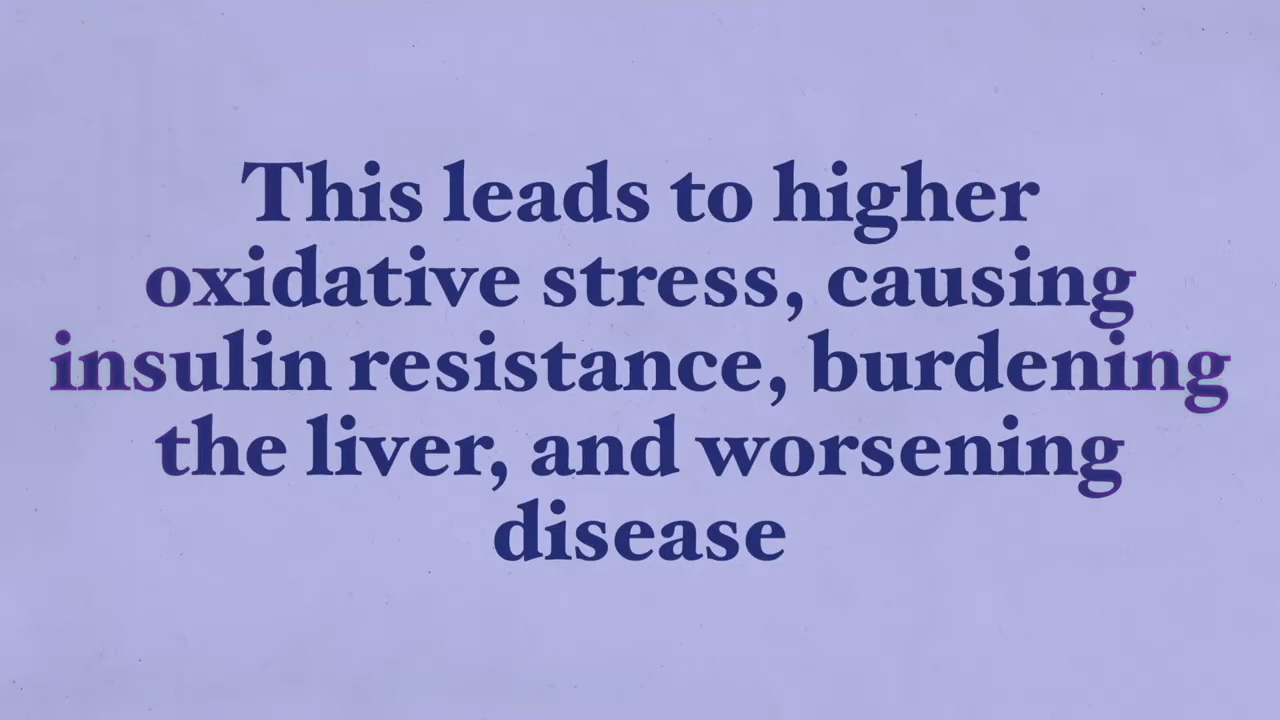 This leads to higher
oxidative stress, causing
insulin resistance, burdening
the liver, and worsening
disease